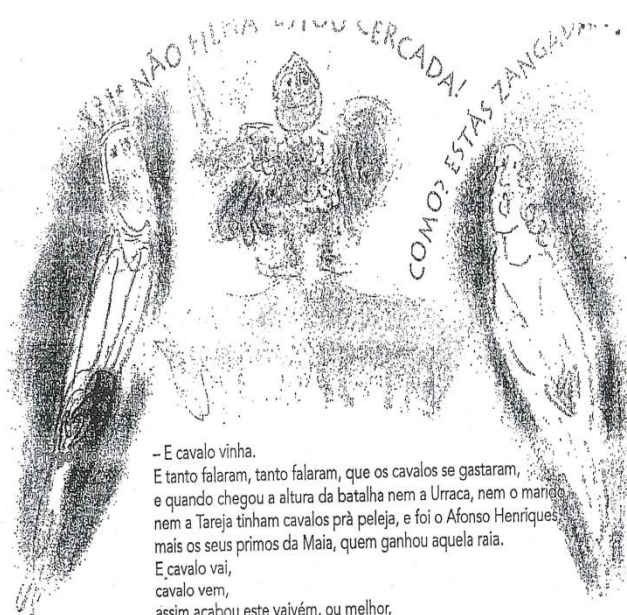 NÃO FILHA ESTOU CERCADA!
COMO? ESTÁS ZANGADA?
– E cavalo vinha.
E tanto falaram, tanto falaram, que os cavalos se gastaram,
e quando chegou a altura da batalha nem a Urraca, nem o marido,
nem a Tareja tinham cavalos prà peleja, e foi o Afonso Henriques,
mais os seus primos da Maia, quem ganhou aquela raia.
E cavalo vai,
cavalo vem,
assim acabou este vaivém, ou melhor,